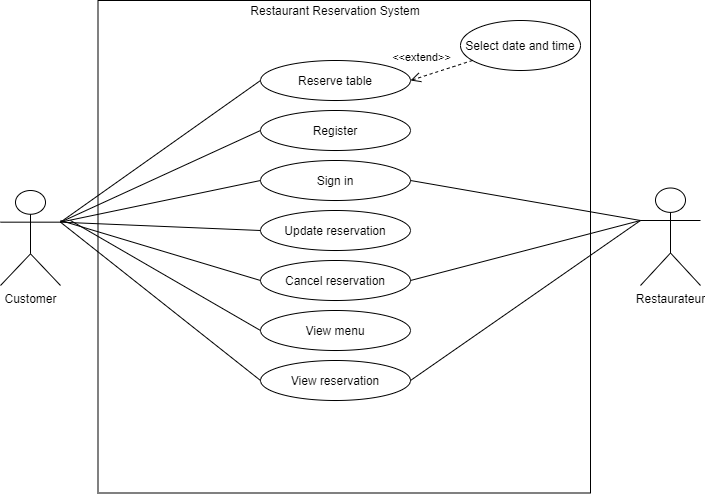 Restaurant Reservation System
Select date and time
<<extend>>
Reserve table
Register
Sign in
Update reservation
Cancel reservation
View menu
View reservation
Customer
Restaurateur